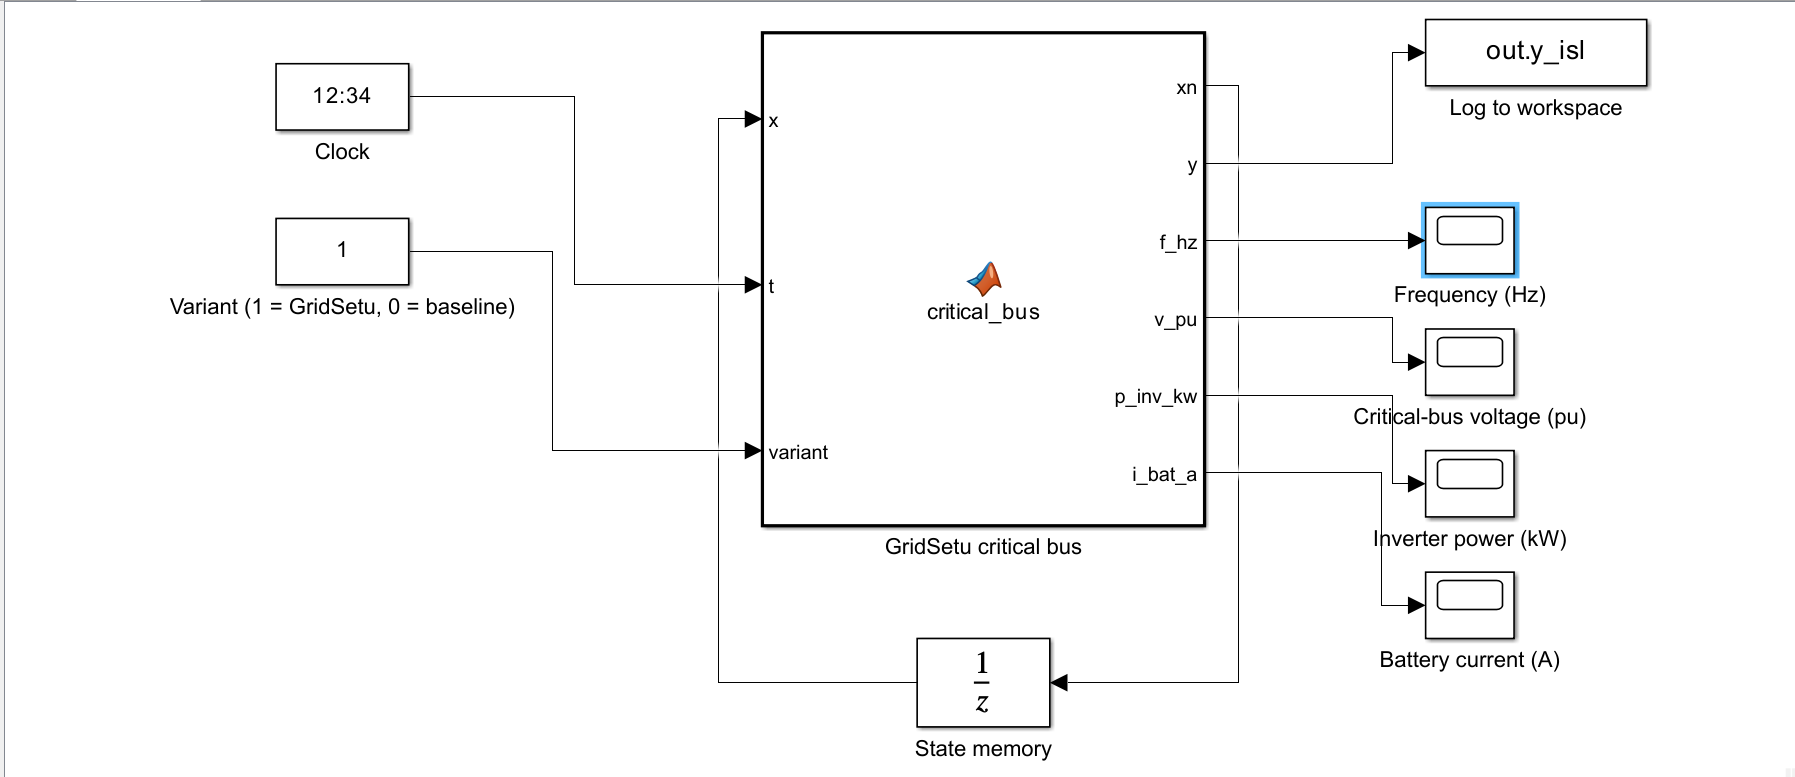 12:34
Clock
1
Variant (1 = GridSetu, 0 = baseline)
x
t
variant
critical_bus
xn
y
f_hz
v_pu
p_inv_kw
i_bat_a
GridSetu critical bus
out.y_isl
Log to workspace
Frequency (Hz)
Critical-bus voltage (pu)
Inverter power (kW)
Battery current (A)
1
z
State memory